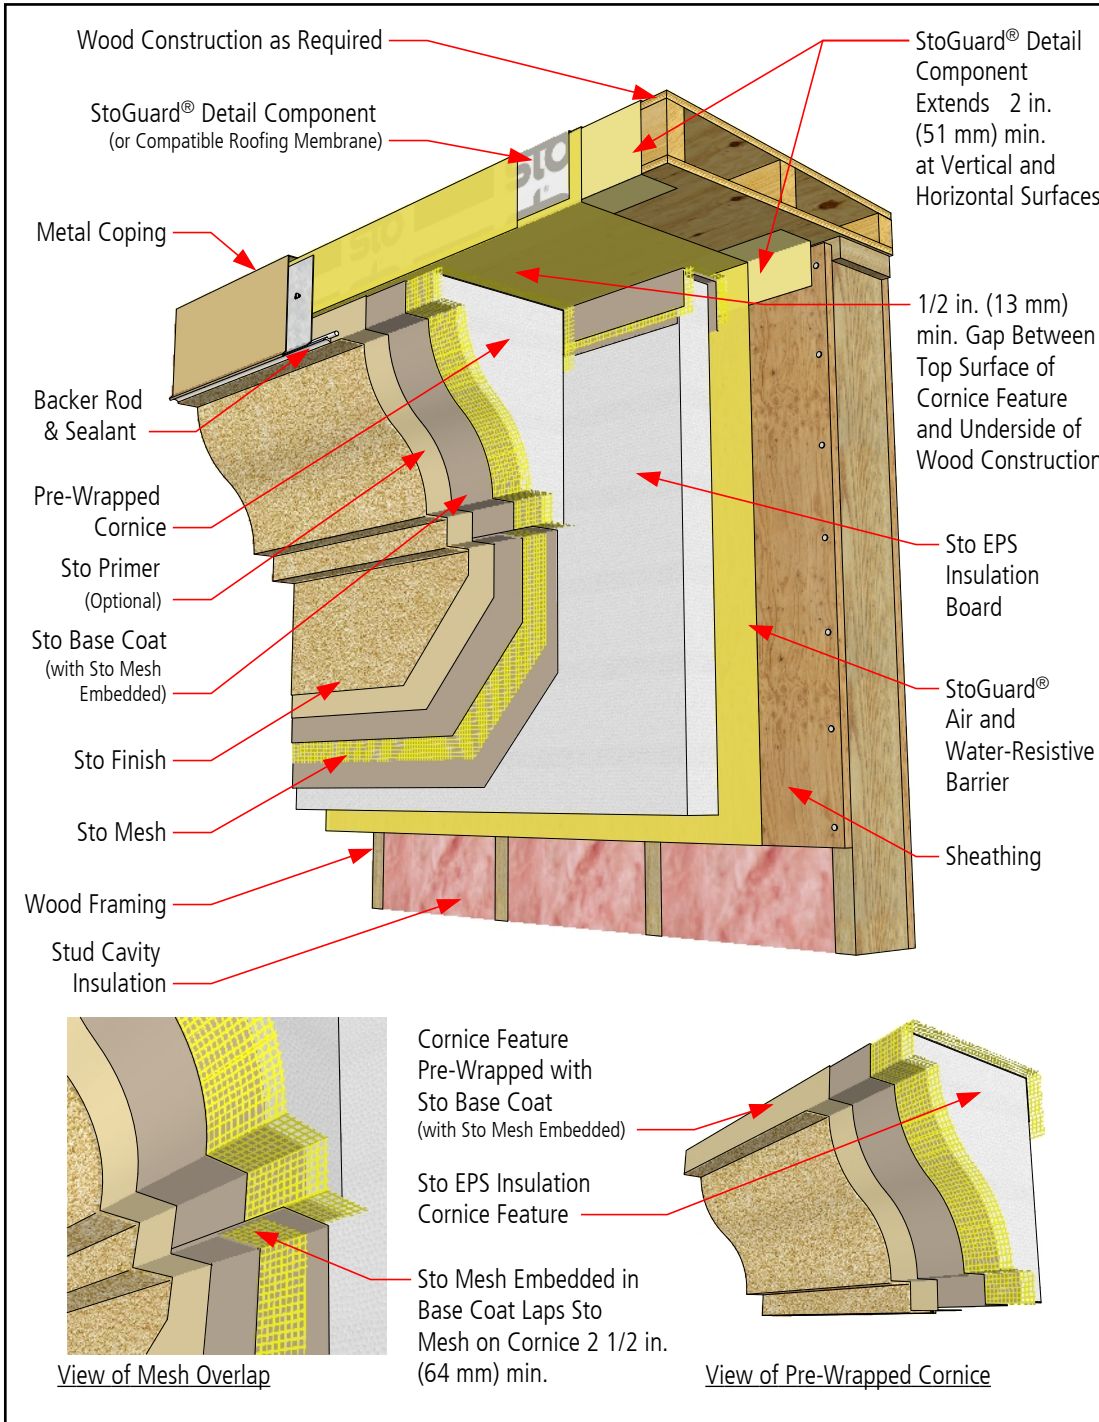 Wood Construction as Required
StoGuard® Detail Component
(or Compatible Roofing Membrane)
Metal Coping
Backer Rod
& Sealant
Pre-Wrapped
Cornice
Sto Primer
(Optional)
Sto Base Coat
(with Sto Mesh
Embedded)
Sto Finish
Sto Mesh
Wood Framing
Stud Cavity
Insulation
StoGuard® Detail
Component
Extends 2 in.
(51 mm) min.
at Vertical and
Horizontal Surfaces
1/2 in. (13 mm)
min. Gap Between
Top Surface of
Cornice Feature
and Underside of
Wood Construction
Sto EPS
Insulation
Board
StoGuard®
Air and
Water-Resistive
Barrier
Sheathing
sto
sto
Cornice Feature
Pre-Wrapped with
Sto Base Coat
(with Sto Mesh Embedded)
Sto EPS Insulation
Cornice Feature
Sto Mesh Embedded in
Base Coat Laps Sto
Mesh on Cornice 2 1/2 in.
(64 mm) min.
View of Mesh Overlap
View of Pre-Wrapped Cornice